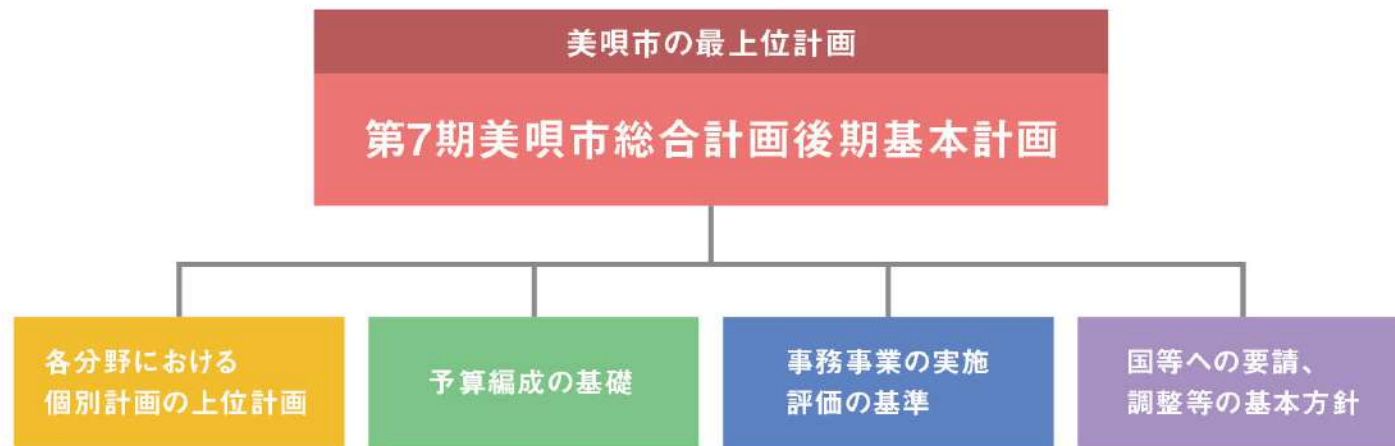 美唄市の最上位計画
第7期美唄市総合計画後期基本計画
各分野における
個別計画の上位計画
予算編成の基礎
事務事業の実施
評価の基準
国等への要請、
調整等の基本方針